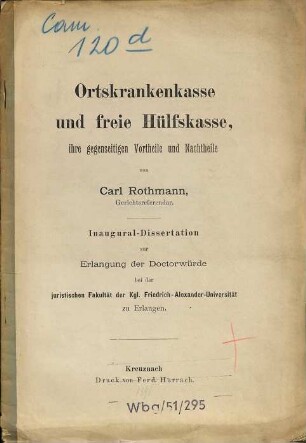 Cam.
120 d
Ortskrankenkasse
und freie Hülfskasse,
ihre gegenseitigen Vortheile und Nachtheile
von
Carl Rothmann,
Gerichtsreferendar.
Inaugural-Dissertation
zur
Erlangung der Doctorwürde
bei der
juristischen Fakultät der Kgl. Friedrich-Alexander-Universität
zu Erlangen.
Kreuznach
Druck von Ferd. Harrach.
Wbg/51/295